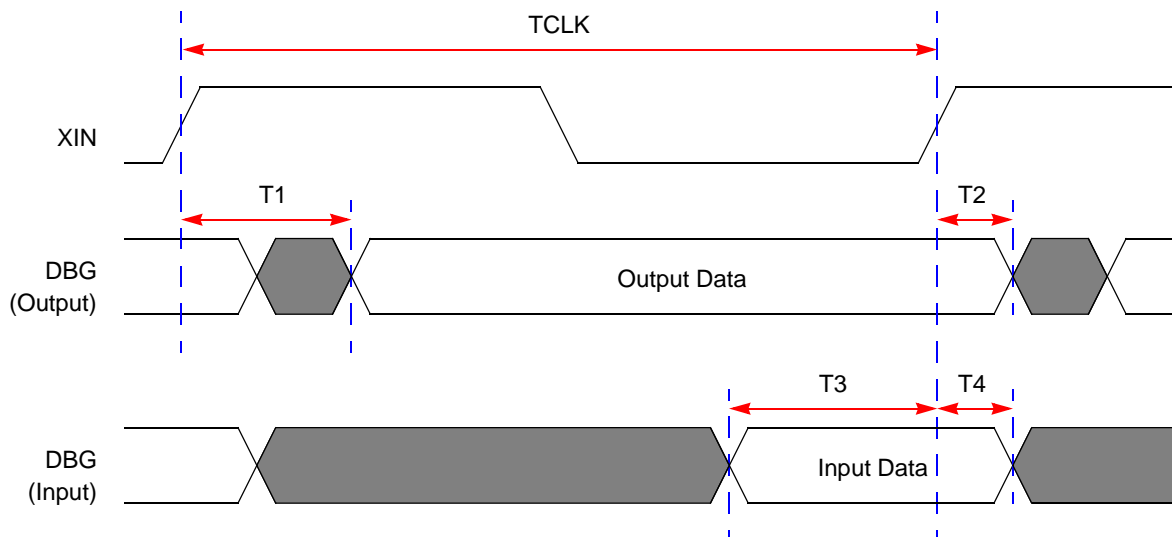 TCLK
XIN
T1
T2
DBG
(Output)
Output Data
T3
T4
DBG
(Input)
Input Data